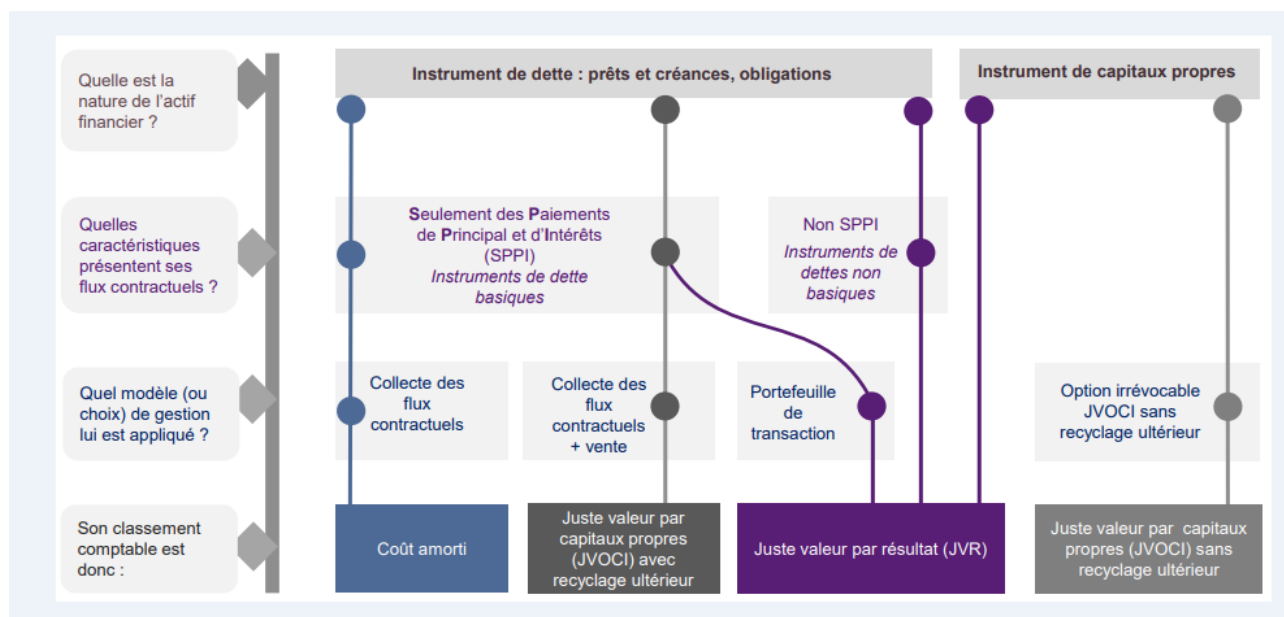 Quelle est la
nature de l'actif
financier ?
Instrument de dette : prêts et créances, obligations
Instrument de capitaux propres
Quelles
caractéristiques
présentent ses
flux contractuels ?
Seulement des Paiements
de Principal et d'Intérêts
(SPPI)
Instruments de dette
basiques
Non SPPI
Instruments de
dettes non
basiques
Quel modèle (ou
choix) de gestion
lui est appliqué ?
Collecte des
flux
contractuels
Collecte des
flux
contractuels
+ vente
Portefeuille
de
transaction
Option irrévocable
JVOCI sans
recyclage ultérieur
Son classement
comptable est
donc :
Coût amorti
Juste valeur par
capitaux propres
(JVOCI) avec
recyclage ultérieur
Juste valeur par résultat (JVR)
Juste valeur par capitaux
propres (JVOCI) sans
recyclage ultérieur